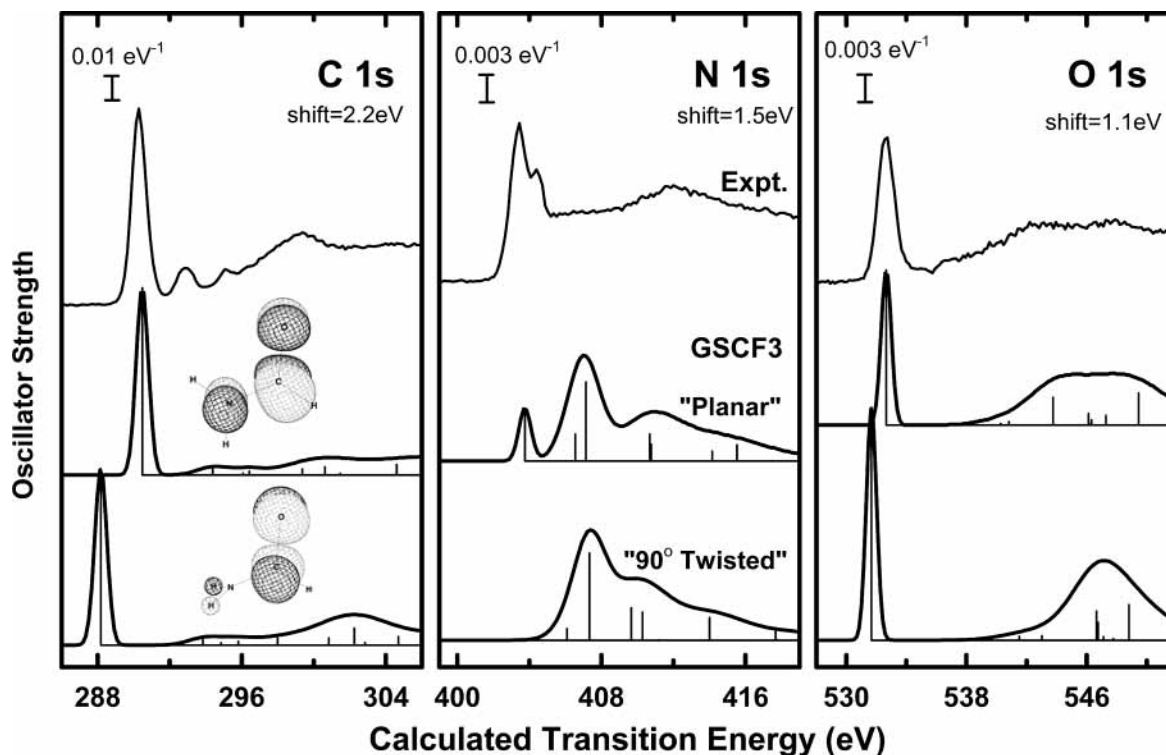 0.01 eV⁻¹
C 1s
shift=2.2eV
0.003 eV⁻¹
N 1s
shift=1.5eV
0.003 eV⁻¹
O 1s
shift=1.1eV
Expt.
GSCF3
"Planar"
"90° Twisted"
O
C
H
N
H
H
O
C
H
N
H
H
Oscillator Strength
288 296 304
400 408 416
530 538 546
Calculated Transition Energy (eV)